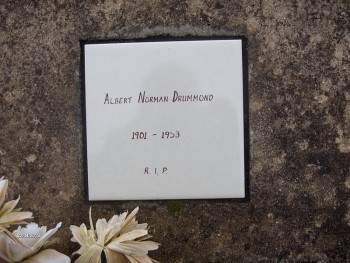 Albert Norman Drummond
1901 - 1953
R.I.P.